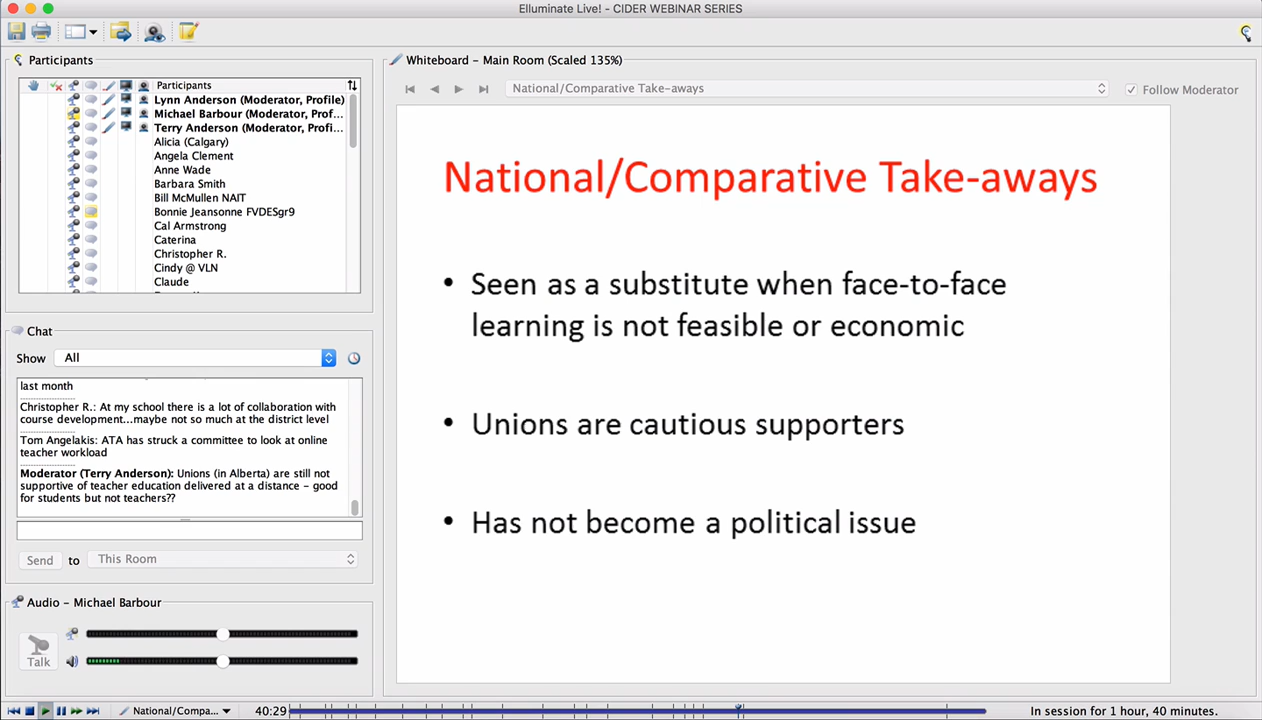 Elluminate Live! - CIDER WEBINAR SERIES
Participants
Participants
Lynn Anderson (Moderator, Profile)
Michael Barbour (Moderator, Prof...
Terry Anderson (Moderator, Profi...
Alicia (Calgary)
Angela Clement
Anne Wade
Barbara Smith
Bill McMullen NAIT
Bonnie Jeansonne FVDESgr9
Cal Armstrong
Caterina
Christopher R.
Cindy @ VLN
Claude
Chat
Show All
last month
Christopher R.: At my school there is a lot of collaboration with
course development...maybe not so much at the district level
Tom Angelakis: ATA has struck a committee to look at online
teacher workload
Moderator (Terry Anderson): Unions (in Alberta) are still not
supportive of teacher education delivered at a distance - good
for students but not teachers??
Send to This Room
Audio - Michael Barbour
Talk
Whiteboard - Main Room (Scaled 135%)
National/Comparative Take-aways
Follow Moderator
National/Comparative Take-aways
• Seen as a substitute when face-to-face
learning is not feasible or economic
• Unions are cautious supporters
• Has not become a political issue
National/Compa...
40:29
In session for 1 hour, 40 minutes.